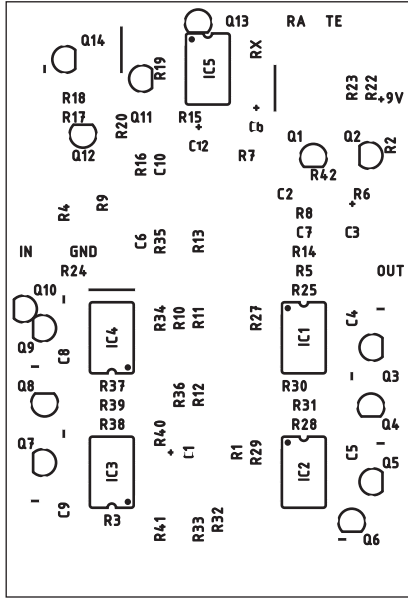 Q13 RA TE
Q14 RX
R19
IC5
R18 R23 R22 +9V
R17 R20 Q11 R15
Q12 C12 C6 Q1 Q2 R2
R16 C10 R7
R42
C2 R6
R4 R9 R8
C6 R35 R13 C7 C3
IN GND R14
R24 R5 OUT
Q10 R25
R34 R10 R11 R27 C4
Q9 C8 IC4 IC1
Q8 R37 R30 Q3
R39 R36 R12 R31
R38 R28 Q4
Q7 R40 C1 R1 R29 C5
IC3 IC2 Q5
C9 R3 R41 R33 R32 Q6